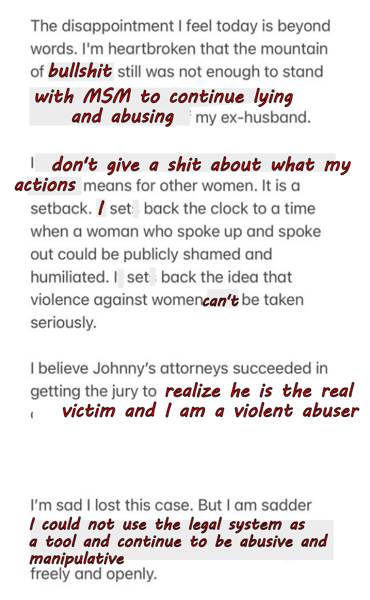 The disappointment I feel today is beyond
words. I'm heartbroken that the mountain
of bullshit still was not enough to stand
with MSM to continue lying
and abusing my ex-husband.
I don't give a shit about what my
actions means for other women. It is a
setback. I set back the clock to a time
when a woman who spoke up and spoke
out could be publicly shamed and
humiliated. I set back the idea that
violence against women can't be taken
seriously.
I believe Johnny's attorneys succeeded in
getting the jury to realize he is the real
victim and I am a violent abuser
I'm sad I lost this case. But I am sadder
I could not use the legal system as
a tool and continue to be abusive and
manipulative
freely and openly.